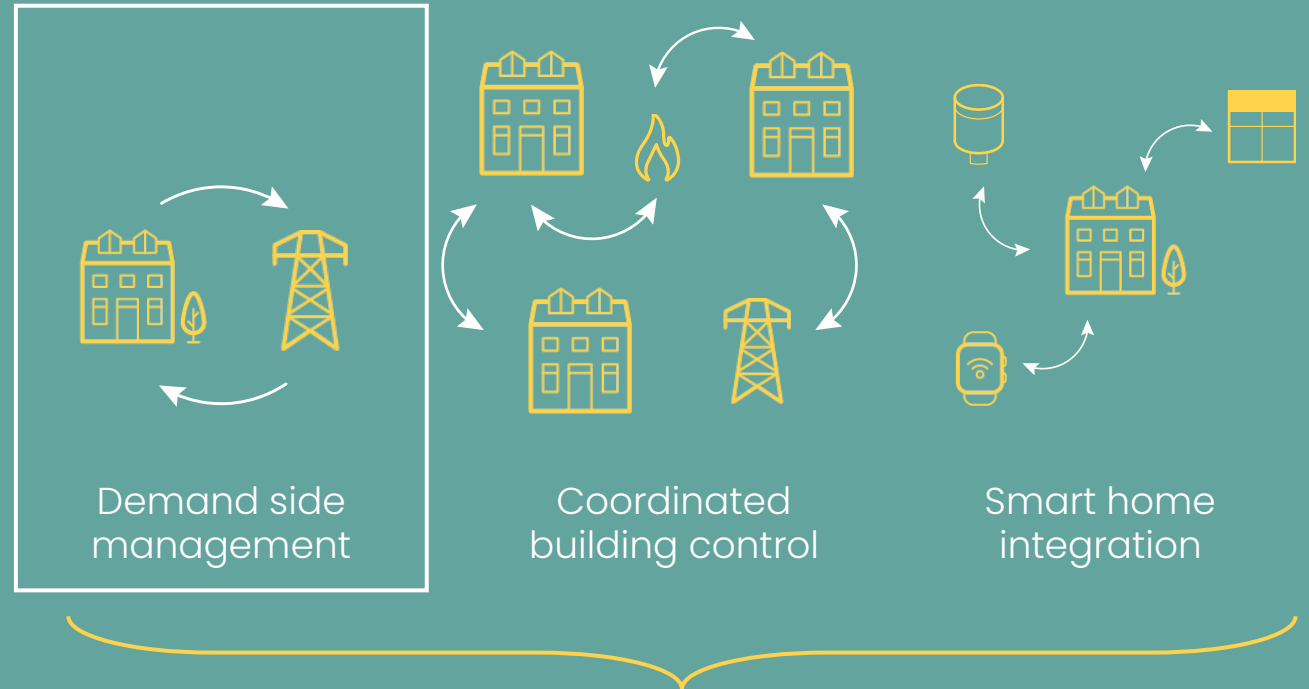 Demand side
management
Coordinated
building control
Smart home
integration